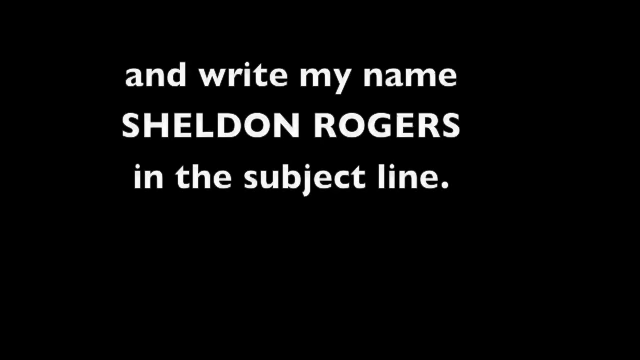 and write my name
SHELDON ROGERS
in the subject line.